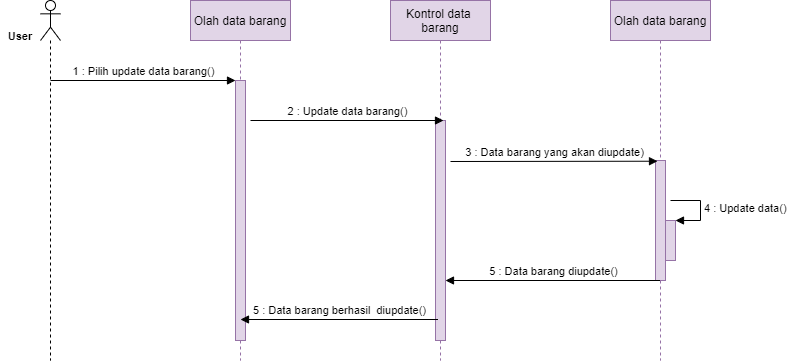 User
Olah data barang
Kontrol data
barang
Olah data barang
1 : Pilih update data barang()
2 : Update data barang()
3 : Data barang yang akan diupdate)
4 : Update data()
5 : Data barang diupdate()
5 : Data barang berhasil  diupdate()